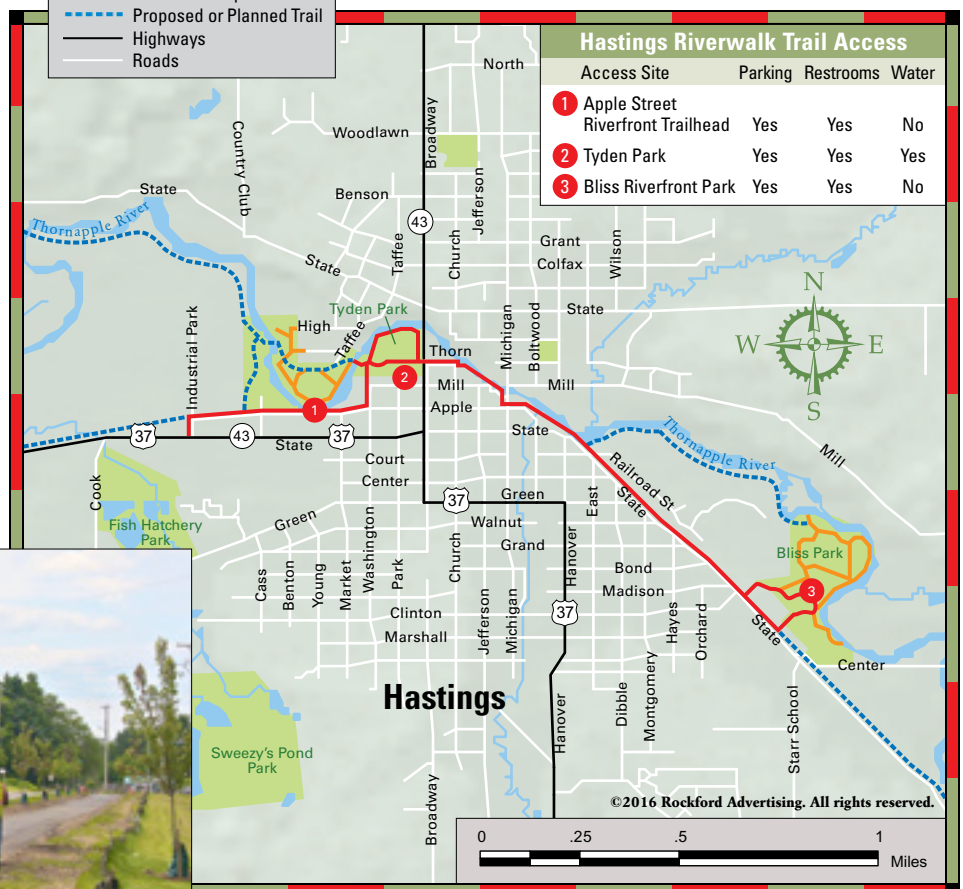 Proposed or Planned Trail
Highways
Roads
Hastings Riverwalk Trail Access
Access Site Parking Restrooms Water
1 Apple Street
Riverfront Trailhead Yes Yes No
2 Tyden Park Yes Yes Yes
3 Bliss Riverfront Park Yes Yes No
North
Woodlawn
Broadway
Country Club
Benson
Jefferson
State
Thornapple River
43
Taffee
Church
Grant
Colfax
Wilson
State
State
N
W E
S
Tyden Park
High
Taffee
Industrial Park
Michigan
Boltwood
Thorn
2
Mill
Mill
Apple
1
37
43
37
State
State
Thornapple River
Mill
Court
Center
Cook
Railroad St
State
East
37
Green
Green
Walnut
Grand
Fish Hatchery
Park
Bliss Park
3
Cass
Benton
Young
Market
Washington
Park
Church
Hanover
Bond
Madison
37
Clinton
Marshall
Jefferson
Michigan
Hayes
Orchard
State
Center
Hastings
Dibble
Montgomery
Hanover
Starr School
Sweezy's Pond
Park
Broadway
©2016 Rockford Advertising. All rights reserved.
0 .25 .5 1
Miles